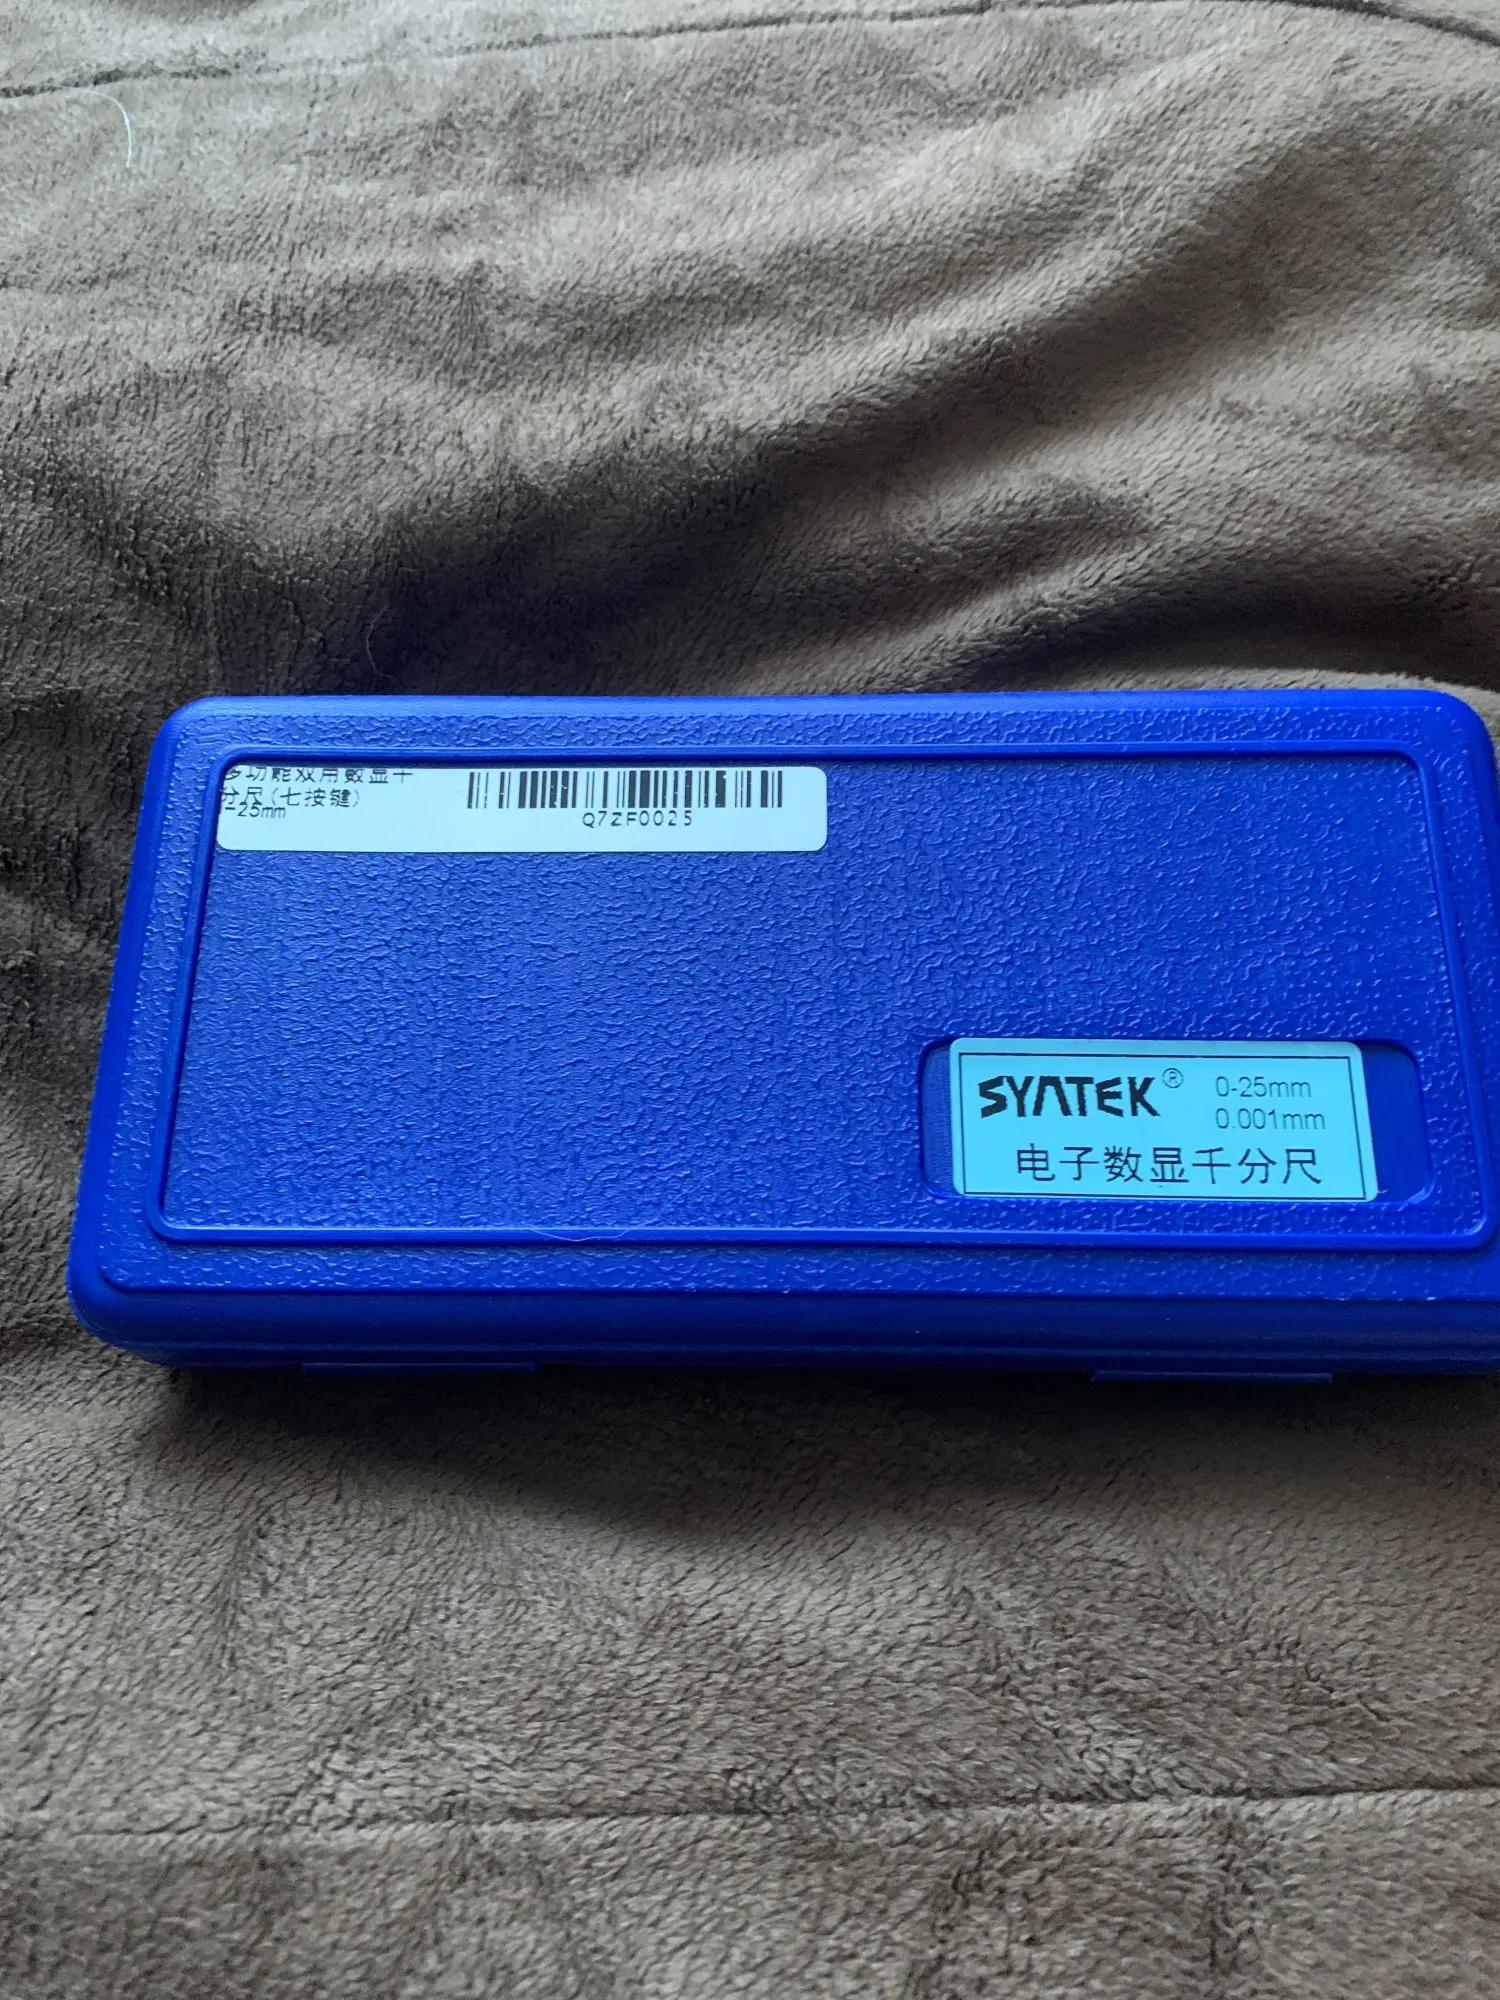 多功能双用数显千
分尺(七按键)
-25mm
Q7ZF0025
SYNTEK® 0-25mm
0.001mm
电子数显千分尺